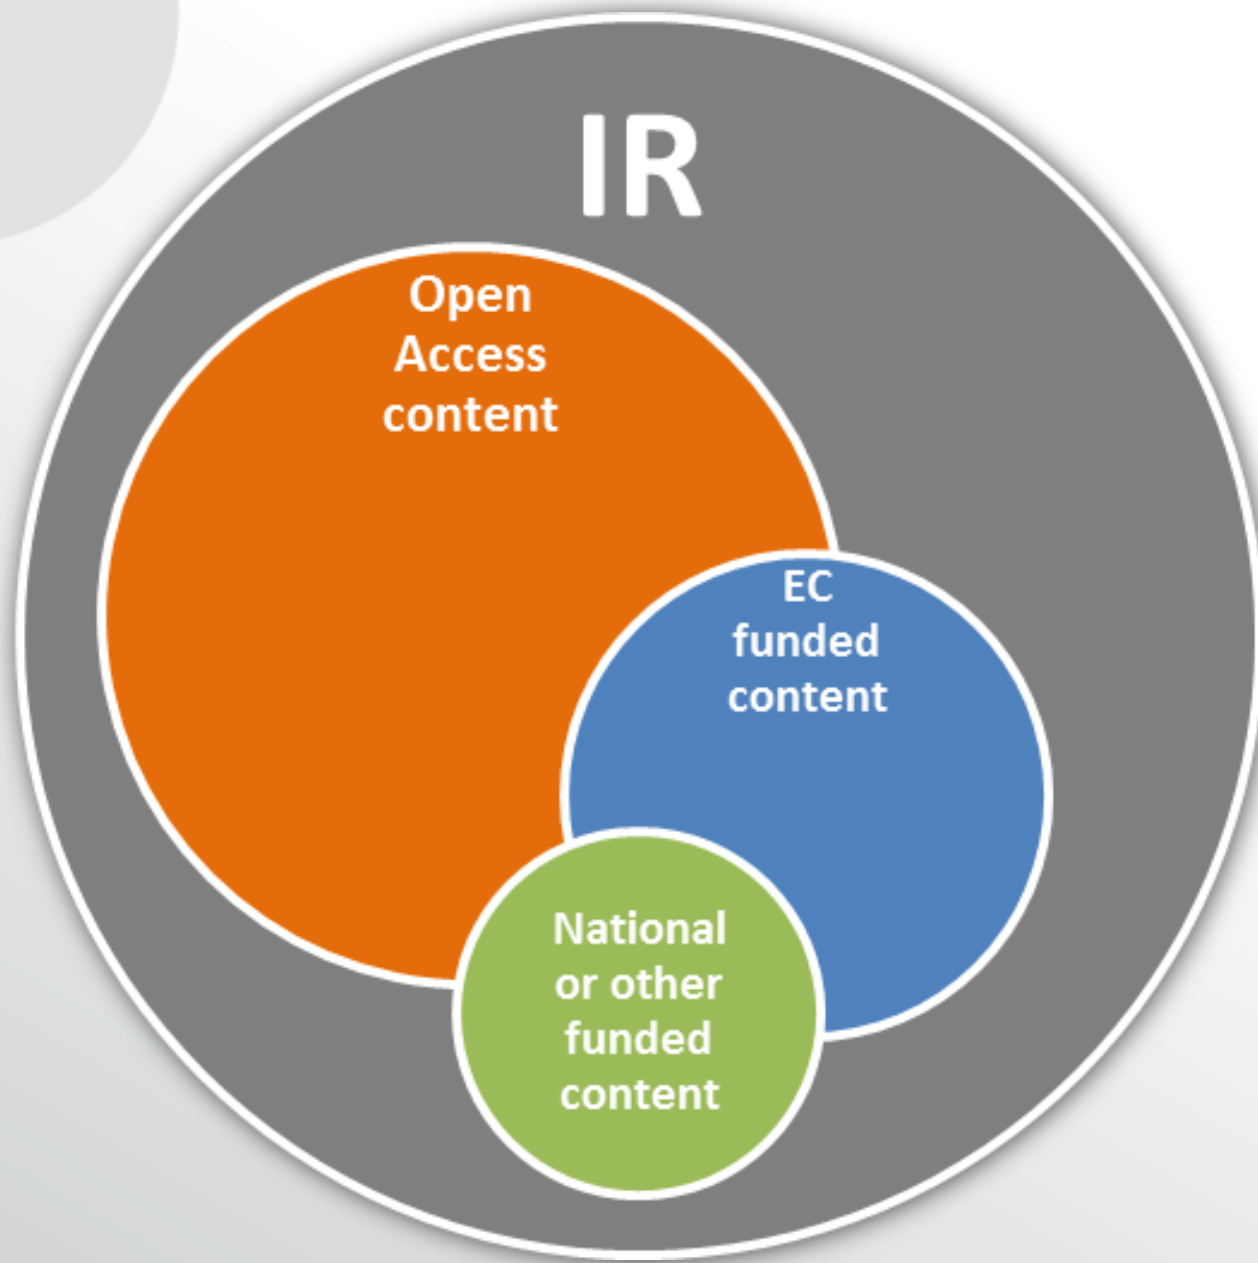 IR
Open
Access
content
EC
funded
content
National
or other
funded
content